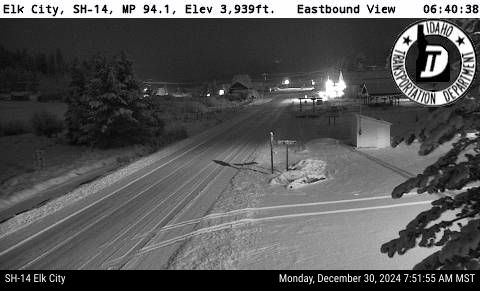 Elk City, SH-14, MP 94.1, Elev 3,939ft. Eastbound View 06:40:38
IDAHO
TRANSPORTATION DEPARTMENT
SH-14 Elk City Monday, December 30, 2024 7:51:55 AM MST